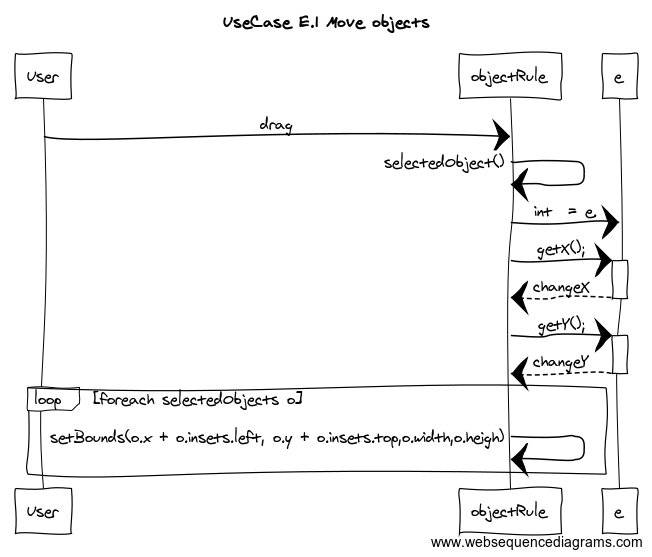 UseCase E.1 Move objects
User
objectRule
e
drag
selectedObject()
int  = e.
getX();
changeX
getY();
changeY
loop
[foreach selectedObjects o]
setBounds(o.x + o.insets.left, o.y + o.insets.top,o.width,o.heigh)
User
objectRule
e
www.websequencediagrams.com